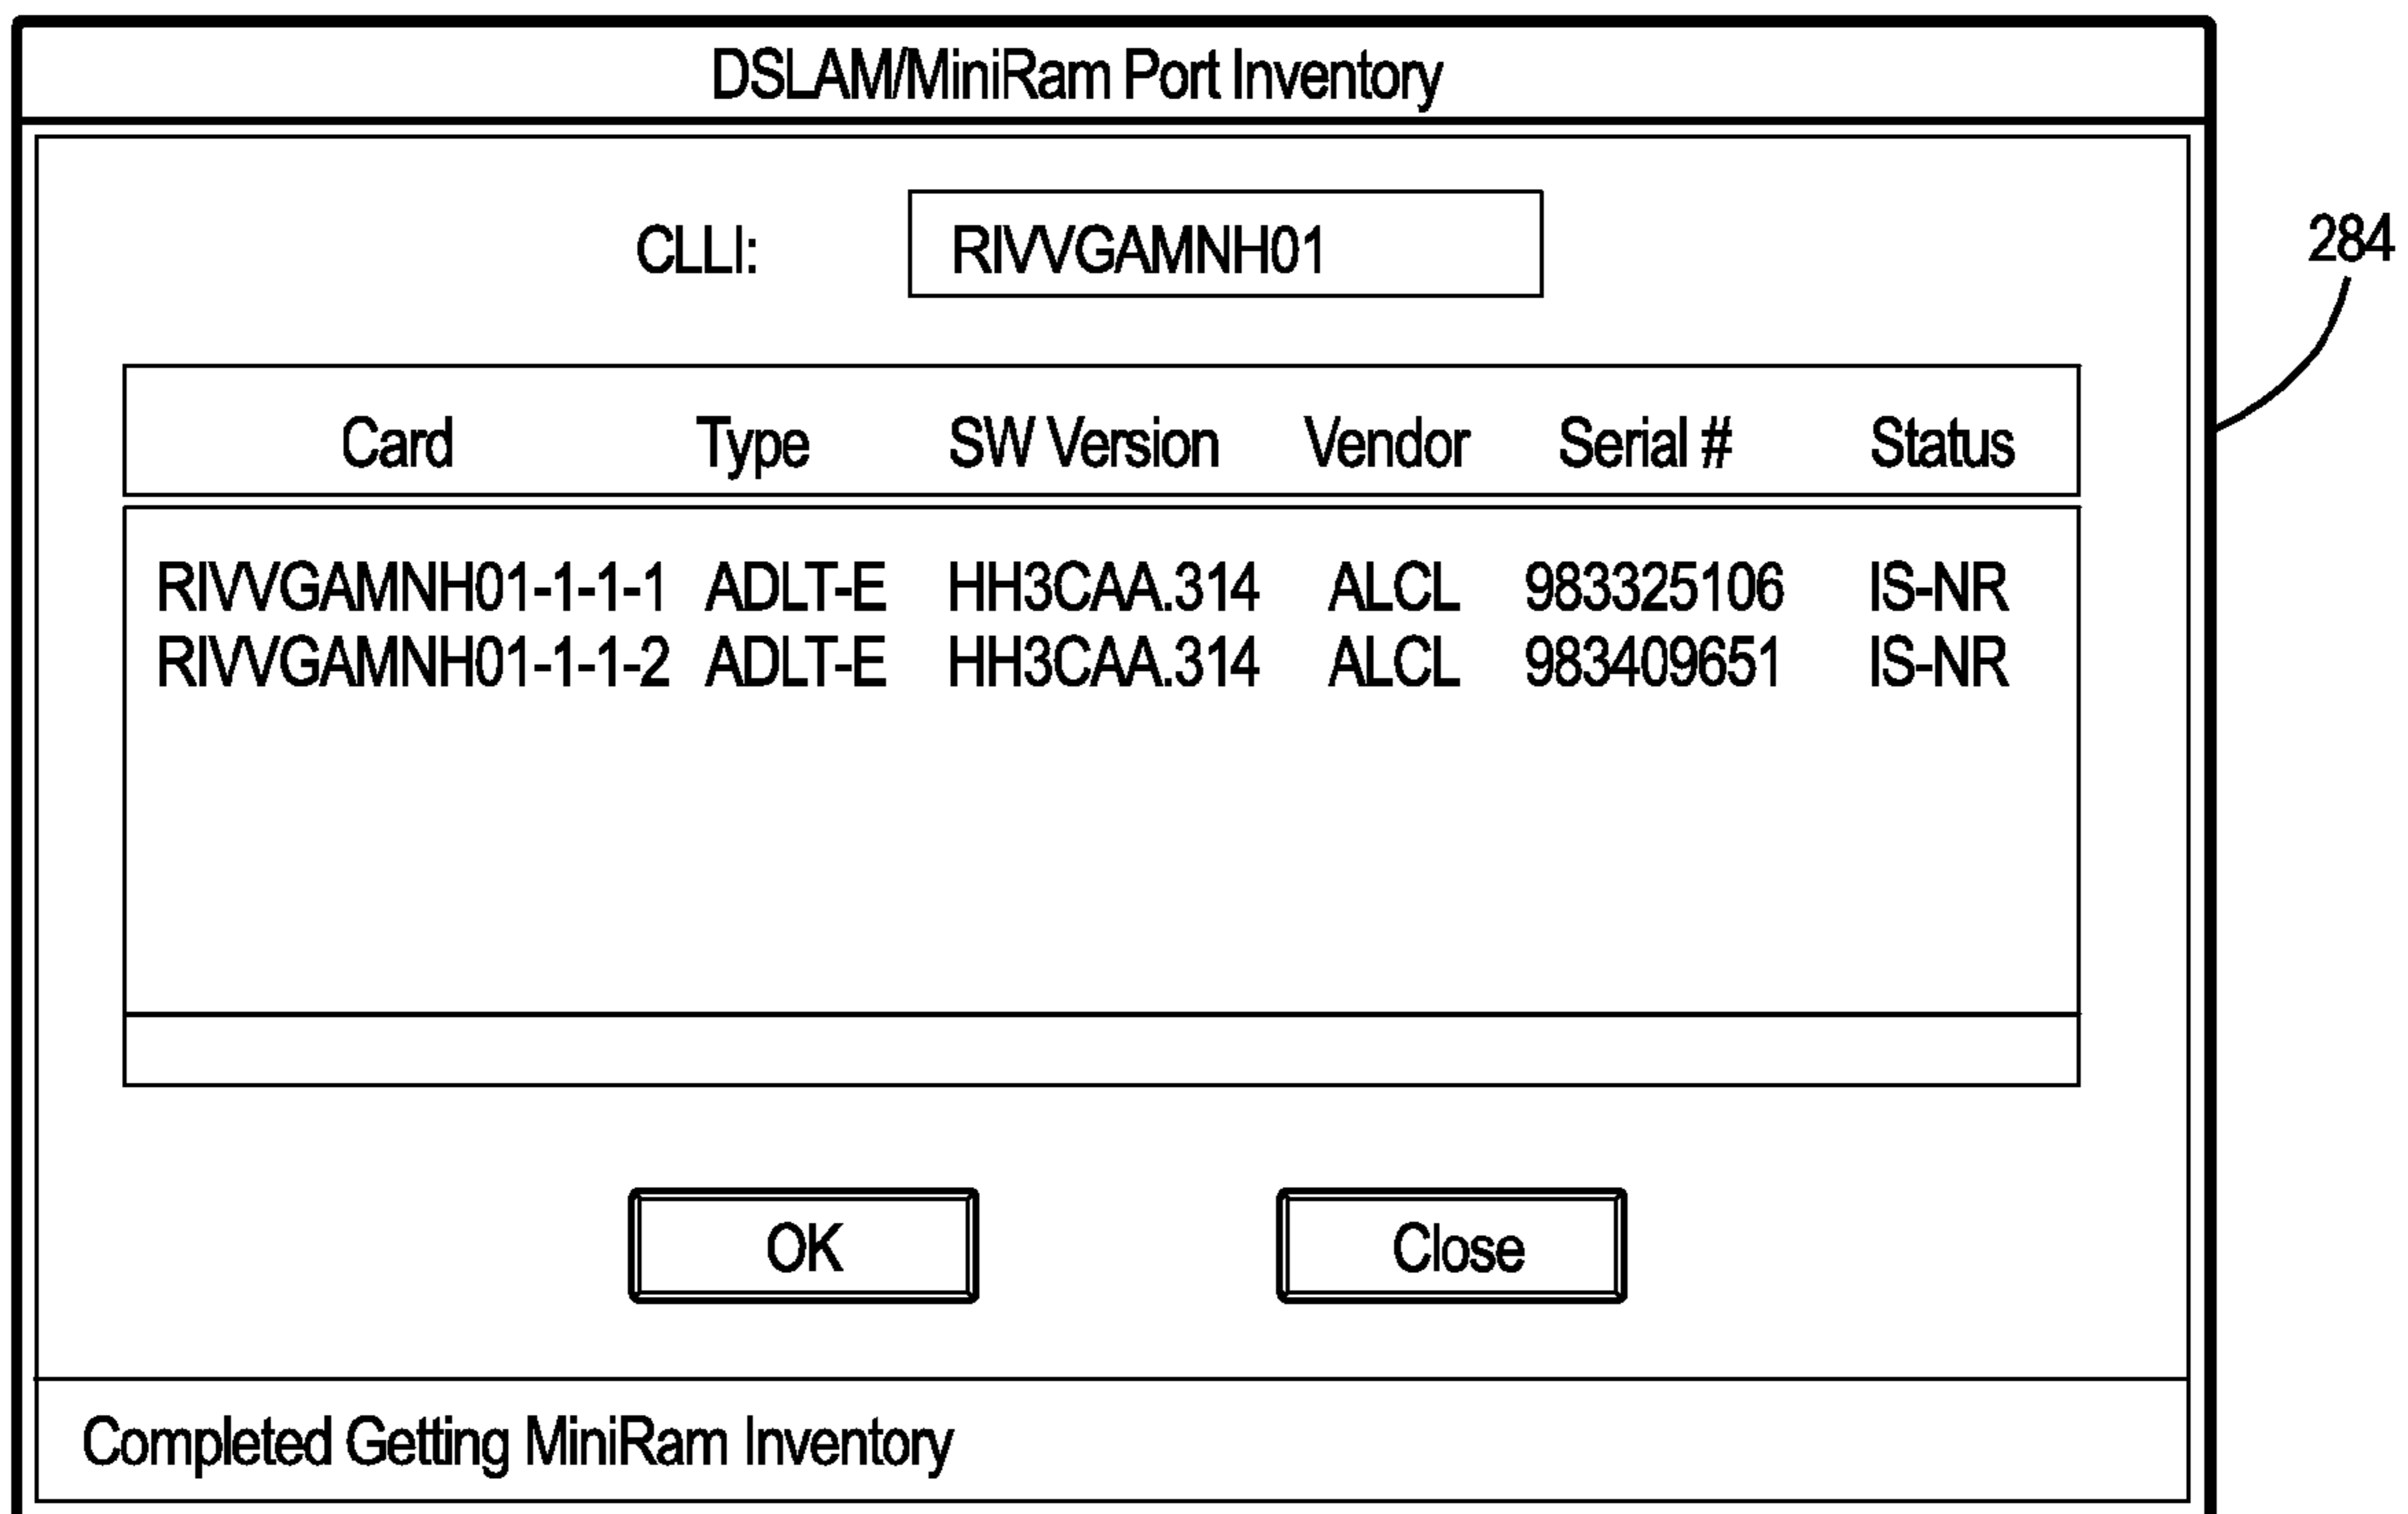 DSLAM/MiniRam Port Inventory
CLLI: RIVVGAMNH01
284
Card Type SW Version Vendor Serial # Status
RIVVGAMNH01-1-1-1 ADLT-E HH3CAA.314 ALCL 983325106 IS-NR
RIVVGAMNH01-1-1-2 ADLT-E HH3CAA.314 ALCL 983409651 IS-NR
OK Close
Completed Getting MiniRam Inventory